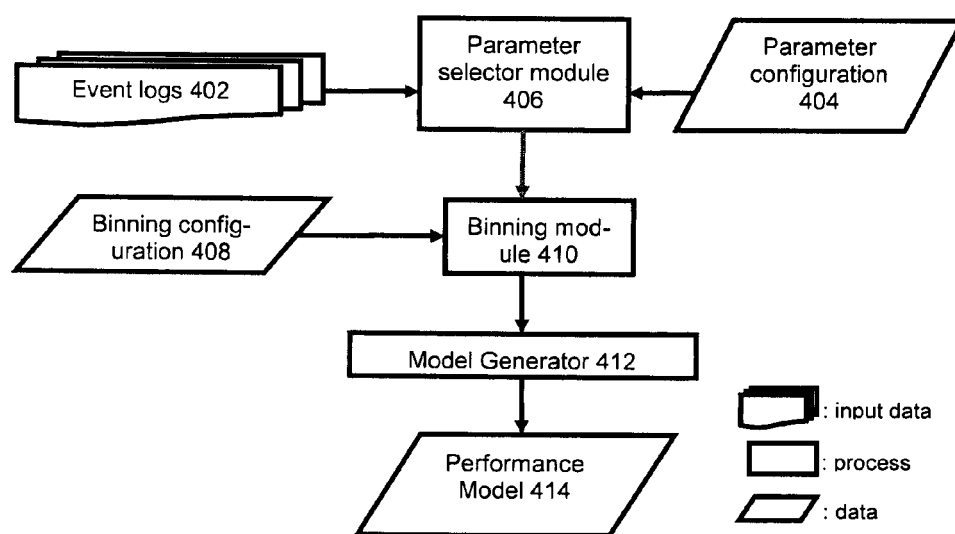 Event logs 402
Parameter
selector module
406
Parameter
configuration
404
Binning config-
uration 408
Binning mod-
ule 410
Model Generator 412
Performance
Model 414
: input data
: process
: data